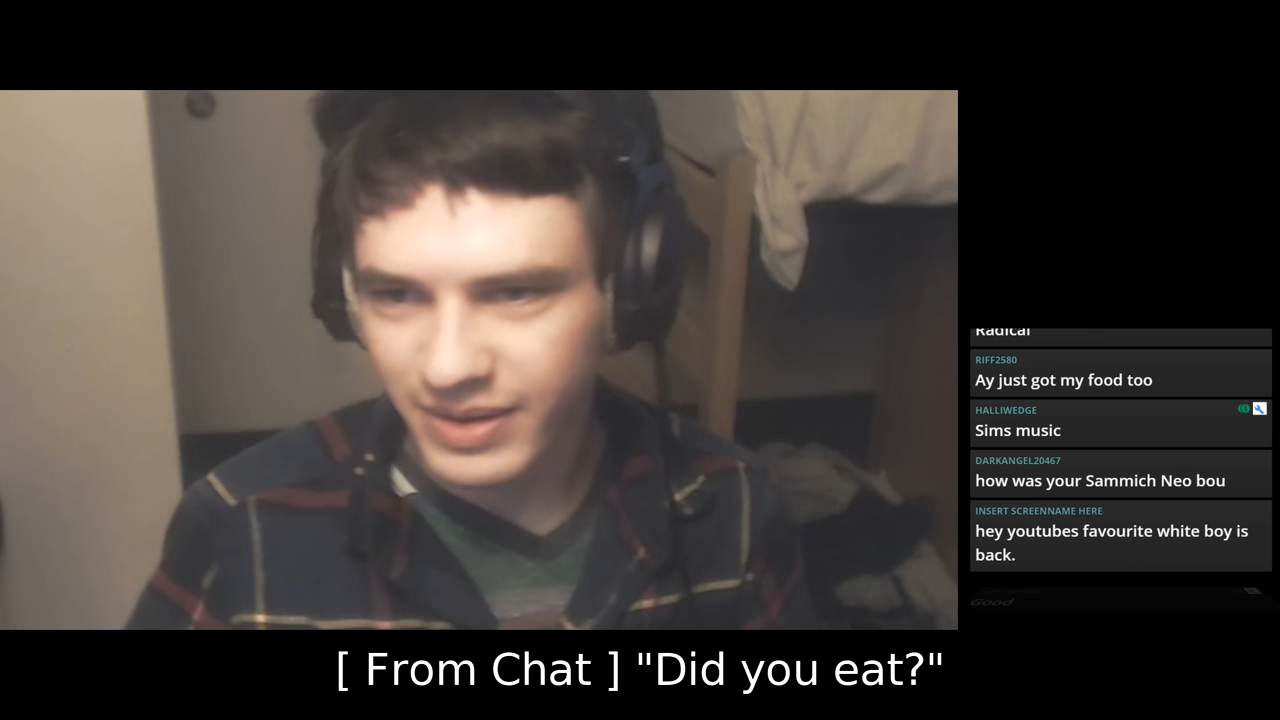 Radical
RIFF2580
Ay just got my food too
HALLIWEDGE
Sims music
DARKANGEL20467
how was your Sammich Neo bou
INSERT SCREENNAME HERE
hey youtubes favourite white boy is
back.
Good
[ From Chat ] "Did you eat?"